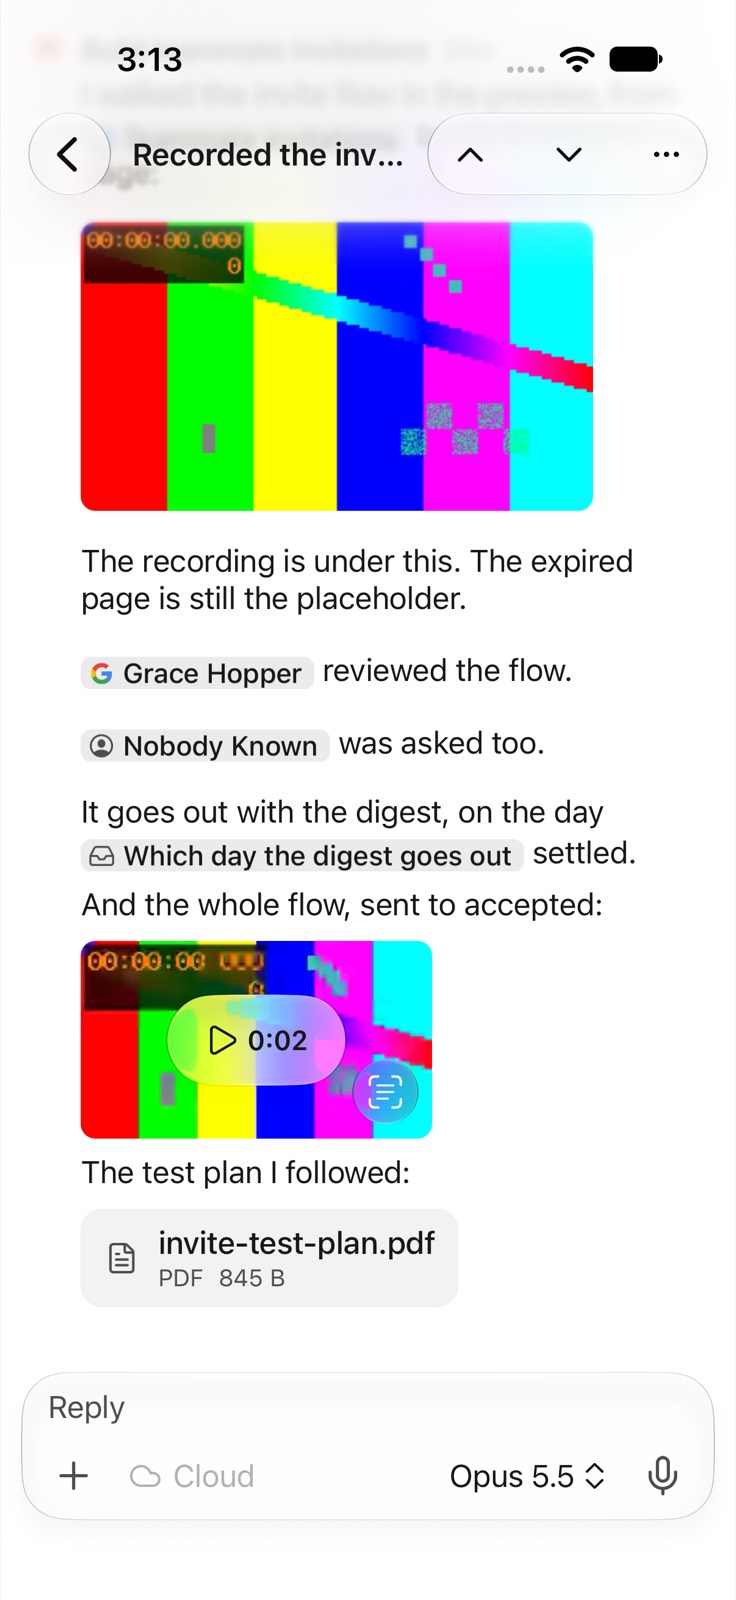 3:13
Recorded the inv...
00:00:00.000
0
The recording is under this. The expired
page is still the placeholder.
Grace Hopper reviewed the flow.
Nobody Known was asked too.
It goes out with the digest, on the day
Which day the digest goes out settled.
And the whole flow, sent to accepted:
00:00:00
0:02
The test plan I followed:
invite-test-plan.pdf
PDF 845 B
Reply
Cloud
Opus 5.5